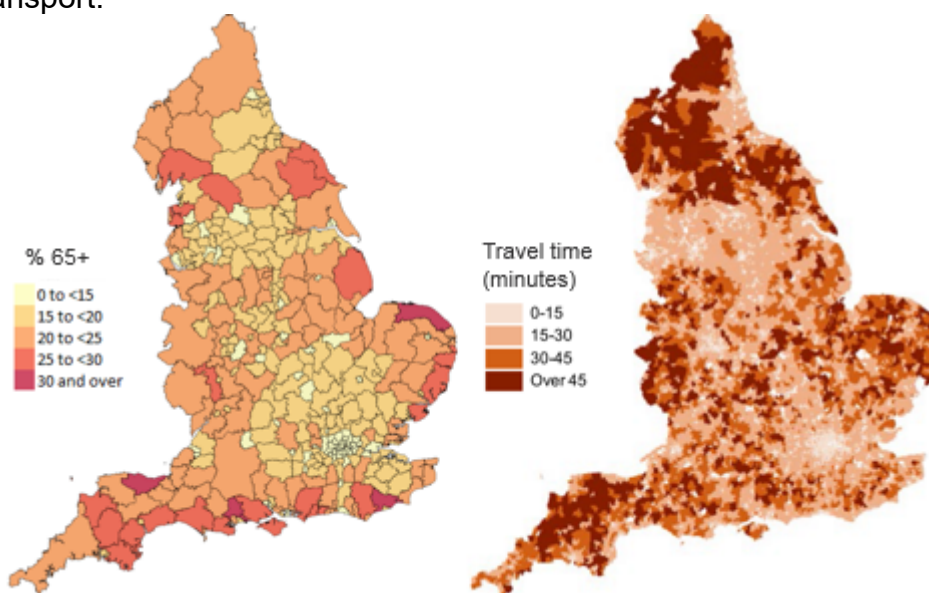 ansport.
% 65+
0 to <15
15 to <20
20 to <25
25 to <30
30 and over
Travel time
(minutes)
0-15
15-30
30-45
Over 45